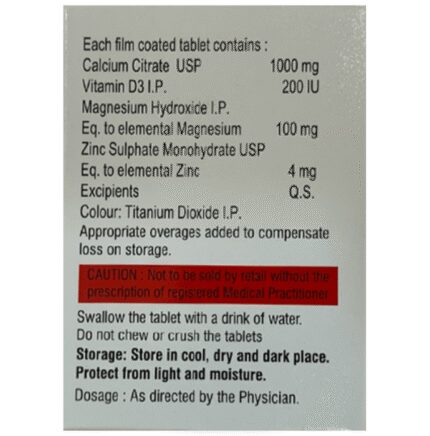 Each film coated tablet contains :
Calcium Citrate USP 1000 mg
Vitamin D3 I.P. 200 IU
Magnesium Hydroxide I.P.
Eq. to elemental Magnesium 100 mg
Zinc Sulphate Monohydrate USP
Eq. to elemental Zinc 4 mg
Excipients Q.S.
Colour: Titanium Dioxide I.P.
Appropriate overages added to compensate
loss on storage.
CAUTION : Not to be sold by retail without the
prescription of registered Medical Practitioner
Swallow the tablet with a drink of water.
Do not chew or crush the tablets
Storage: Store in cool, dry and dark place.
Protect from light and moisture.
Dosage : As directed by the Physician.